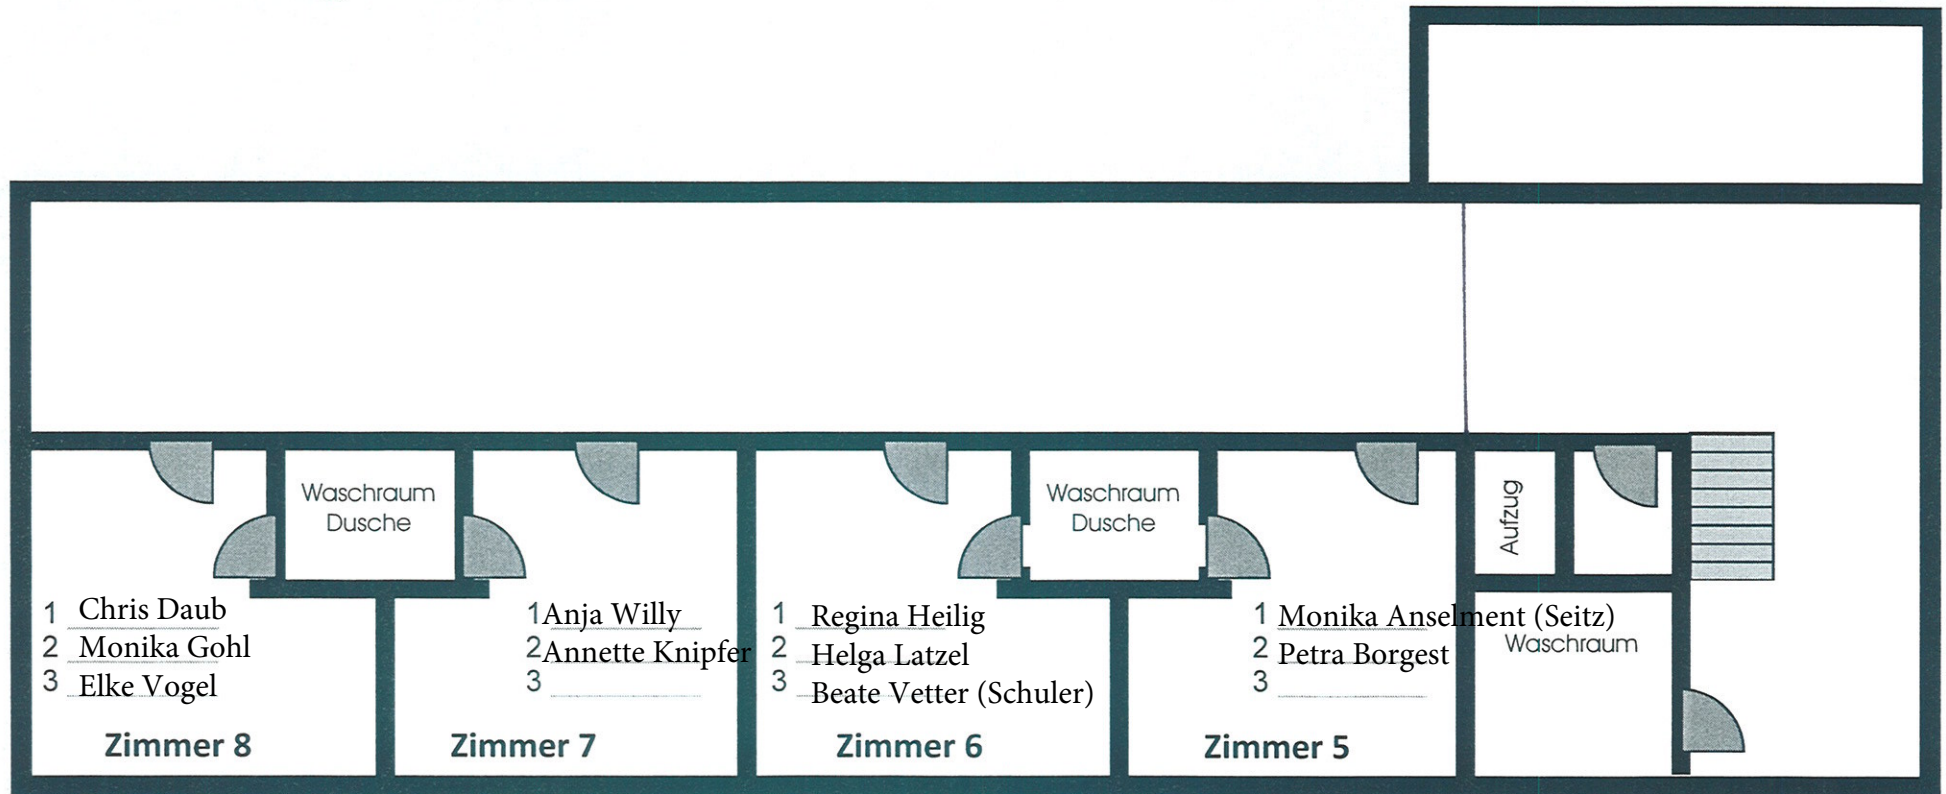 Waschraum
Dusche
Waschraum
Dusche
Aufzug
1 Chris Daub
2 Monika Gohl
3 Elke Vogel
Zimmer 8
1 Anja Willy
2 Annette Knipfer
3
Zimmer 7
1 Regina Heilig
2 Helga Latzel
3 Beate Vetter (Schuler)
Zimmer 6
1 Monika Anselment (Seitz)
2 Petra Borgest
3
Zimmer 5
Waschraum